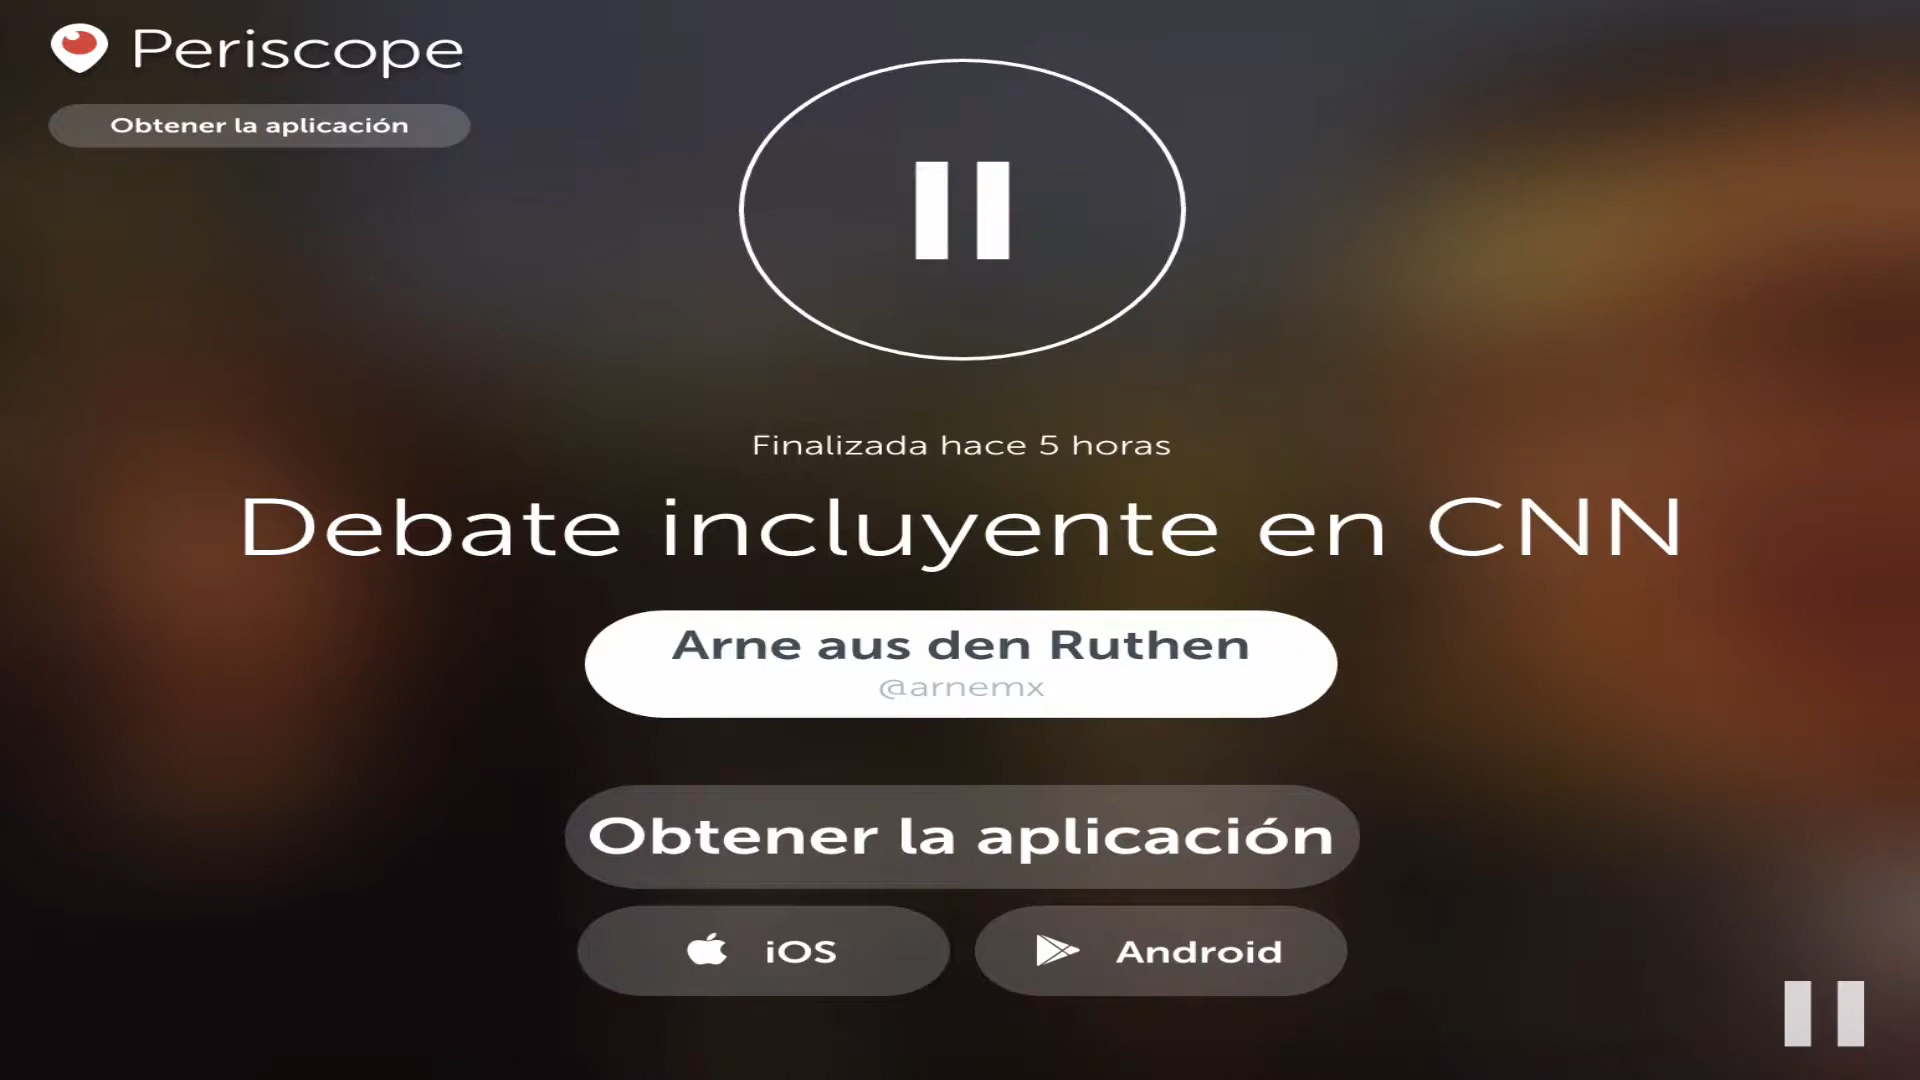 Periscope
Obtener la aplicación
Finalizada hace 5 horas
Debate incluyente en CNN
Arne aus den Ruthen
@arnemx
Obtener la aplicación
iOS
Android